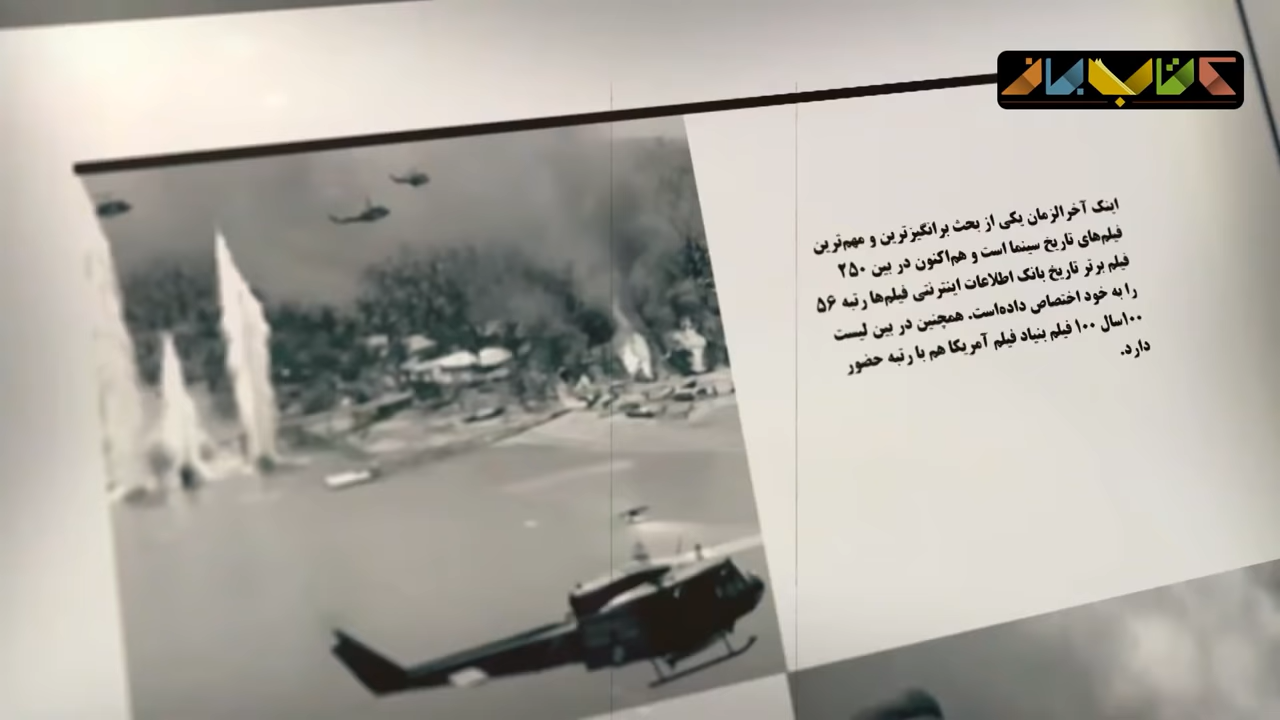 کتاب باز
اینک آخرالزمان یکی از بحث برانگیزترین و مهم‌ترین
فیلم‌های تاریخ سینما است و هم‌اکنون در بین ۲۵۰
فیلم برتر تاریخ بانک اطلاعات اینترنتی فیلم‌ها رتبه ۵۶
را به خود اختصاص داده‌است. همچنین در بین لیست
۱۰۰سال ۱۰۰ فیلم بنیاد فیلم آمریکا هم با رتبه حضور
دارد.